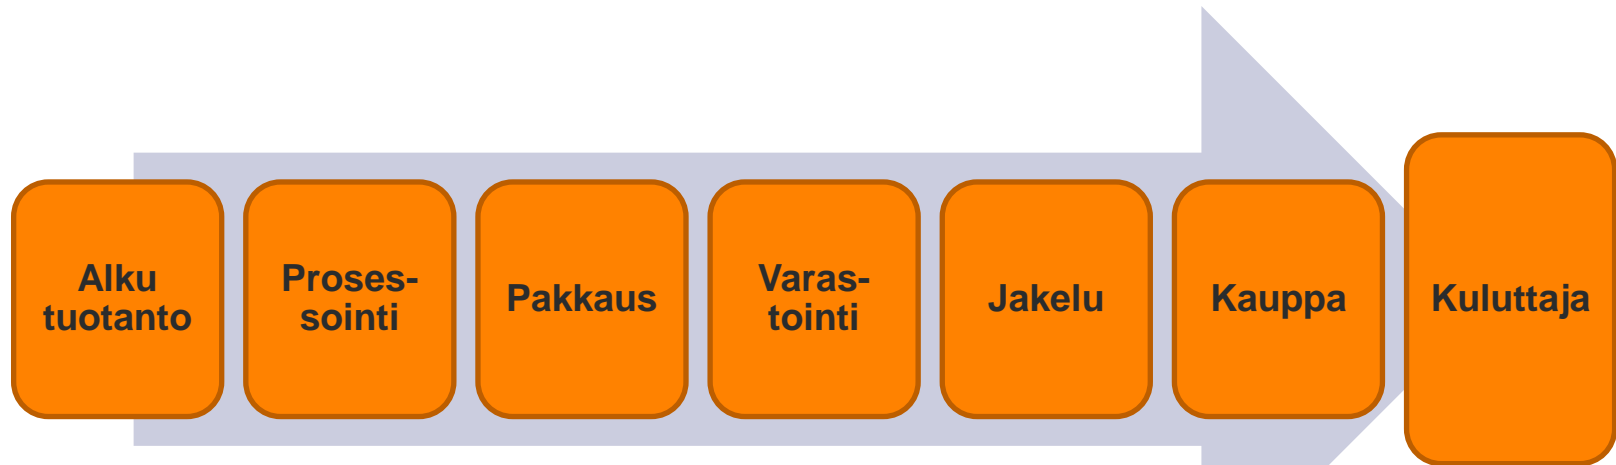 Alku
tuotanto
Proses-
sointi
Pakkaus
Varas-
tointi
Jakelu
Kauppa
Kuluttaja